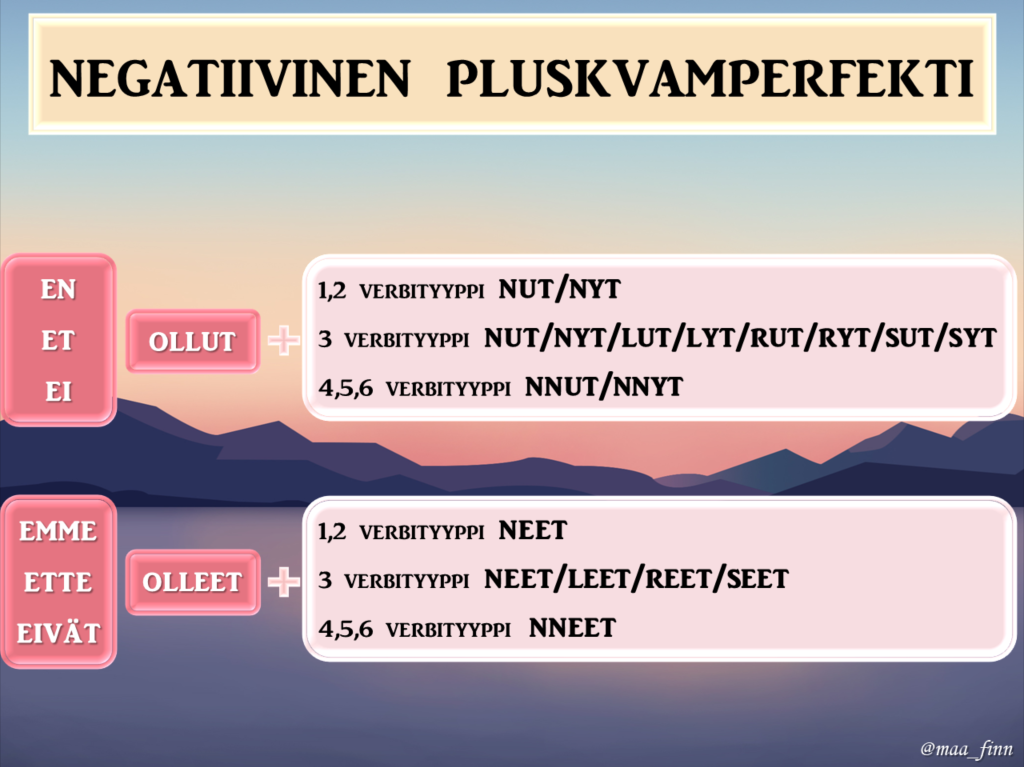 NEGATIIVINEN PLUSKVAMPERFEKTI
EN
ET
EI
OLLUT +
1,2 VERBITYYPPI NUT/NYT
3 VERBITYYPPI NUT/NYT/LUT/LYT/RUT/RYT/SUT/SYT
4,5,6 VERBITYYPPI NNUT/NNYT
EMME
ETTE
EIVÄT
OLLEET +
1,2 VERBITYYPPI NEET
3 VERBITYYPPI NEET/LEET/REET/SEET
4,5,6 VERBITYYPPI NNEET
@maa_finn